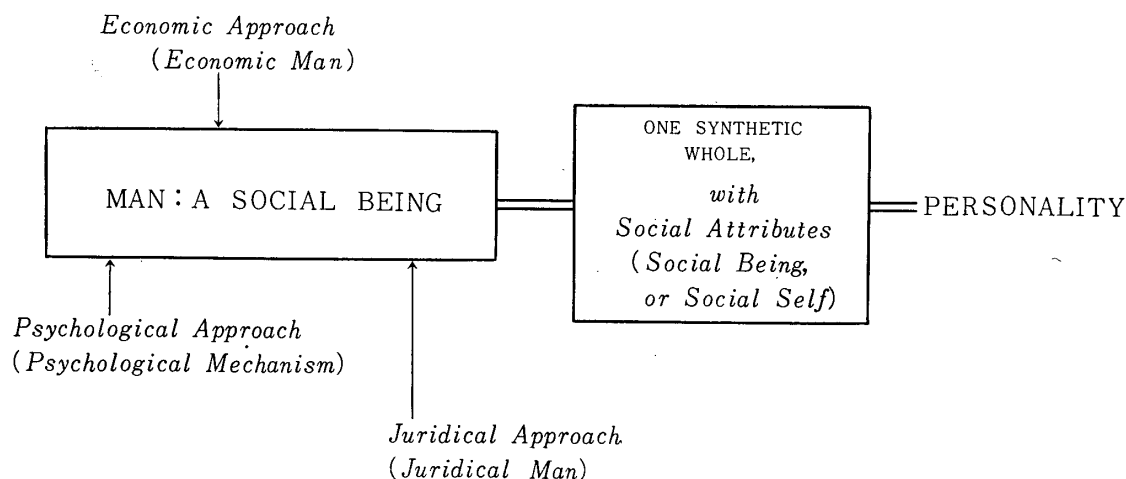 Economic Approach
(Economic Man)
MAN: A SOCIAL BEING
ONE SYNTHETIC
WHOLE,
with
Social Attributes
(Social Being,
or Social Self)
PERSONALITY
Psychological Approach
(Psychological Mechanism)
Juridical Approach
(Juridical Man)